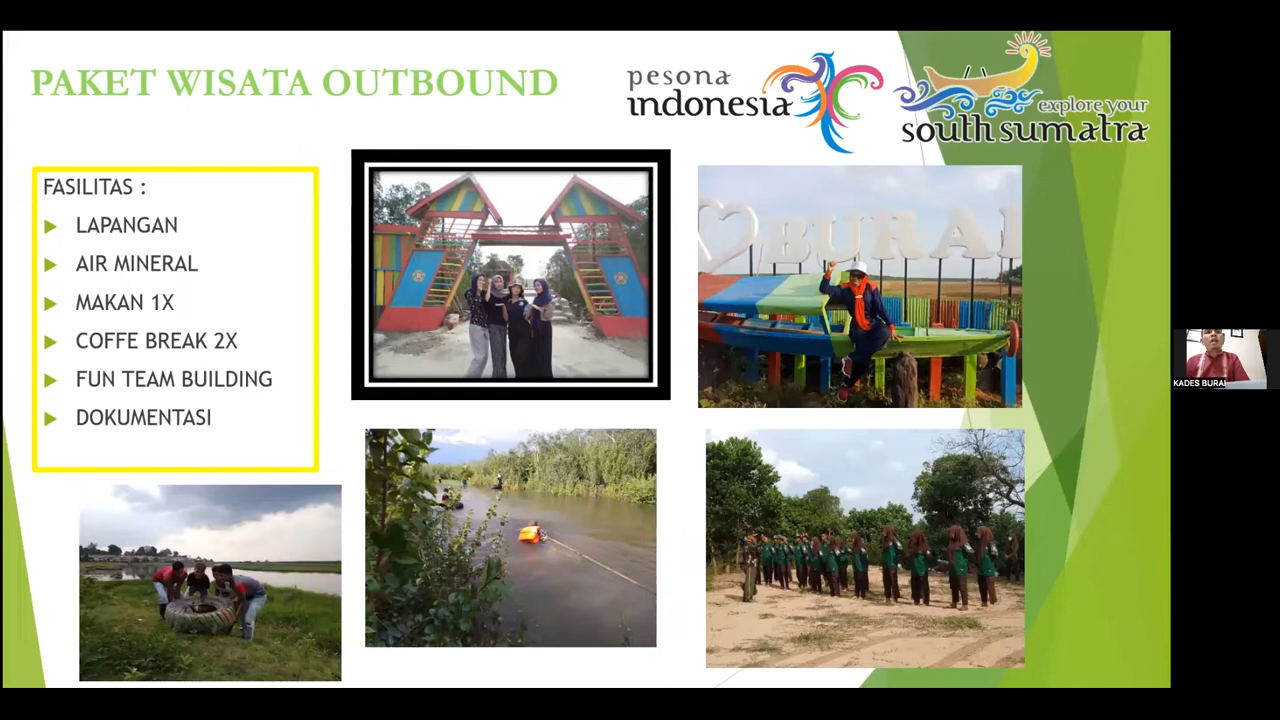 PAKET WISATA OUTBOUND
pesona
indonesia
explore your
south sumatra
FASILITAS :
LAPANGAN
AIR MINERAL
MAKAN 1X
COFFE BREAK 2X
FUN TEAM BUILDING
DOKUMENTASI
BURAI
KADES BURAI